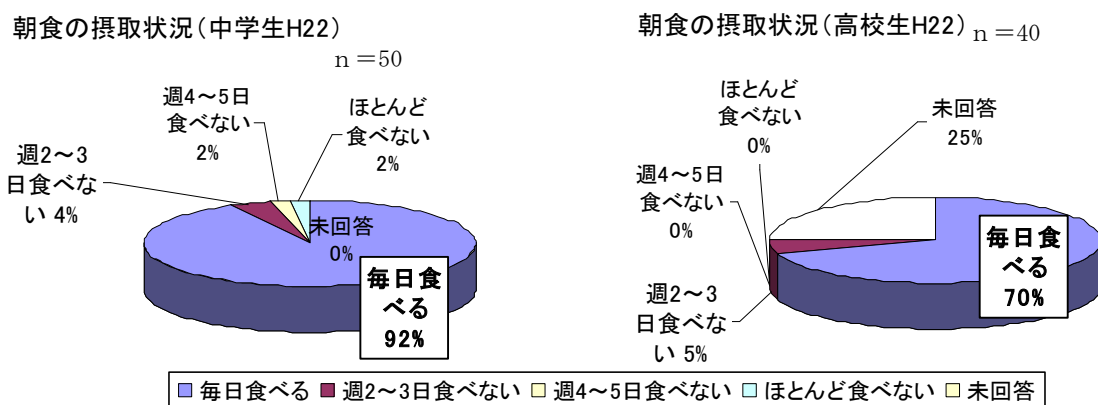 朝食の摂取状況(中学生H22)
n=50
週4～5日
食べない
2%
ほとんど
食べない
2%
週2～3
日食べな
い 4%
未回答
0%
毎日食
べる
92%
朝食の摂取状況(高校生H22)
n=40
ほとんど
食べない
0%
未回答
25%
週4～5日
食べない
0%
週2～3
日食べな
い 5%
毎日食
べる
70%
毎日食べる 週2～3日食べない 週4～5日食べない ほとんど食べない 未回答